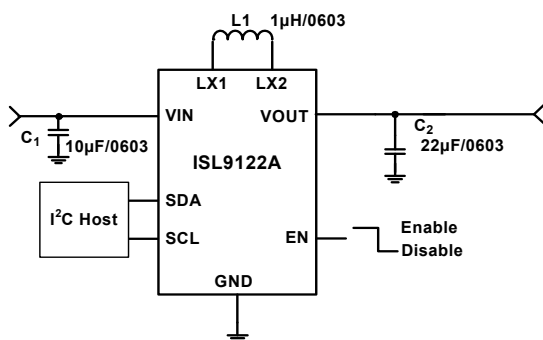 L1 1µH/0603
LX1 LX2
VIN VOUT
C1 10µF/0603
C2 22µF/0603
ISL9122A
I²C Host
SDA
SCL
EN
Enable
Disable
GND